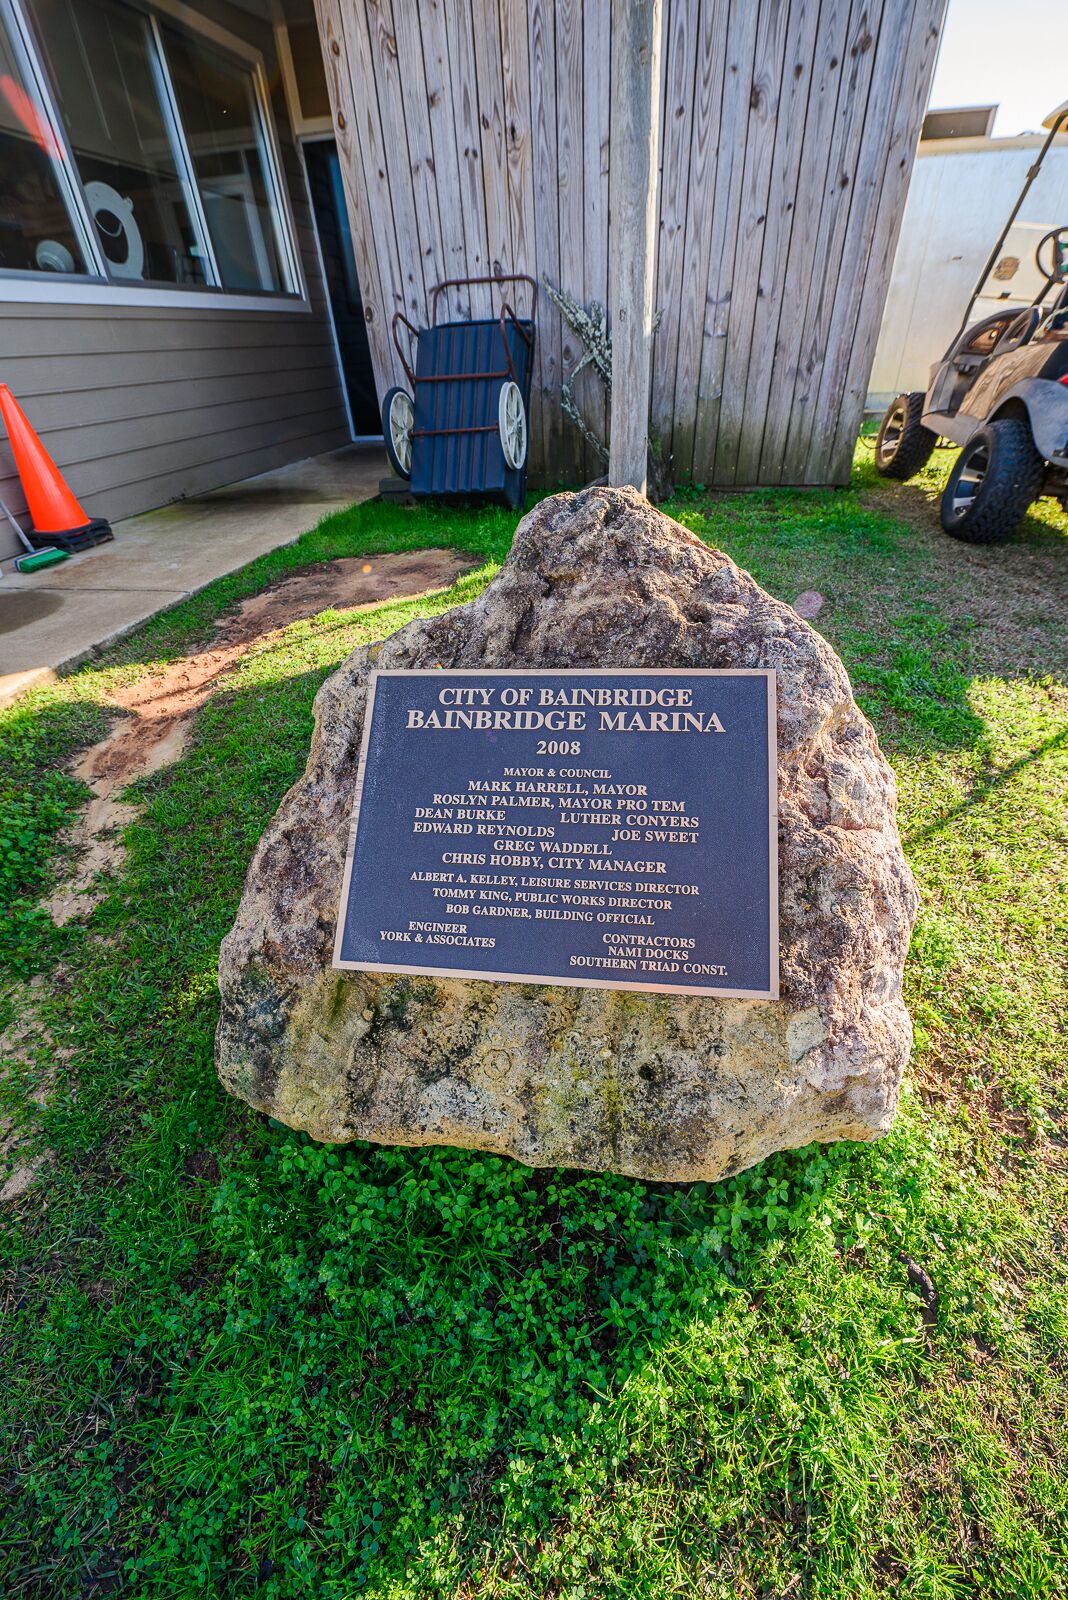 CITY OF BAINBRIDGE
BAINBRIDGE MARINA
2008
MAYOR & COUNCIL
MARK HARRELL, MAYOR
ROSLYN PALMER, MAYOR PRO TEM
DEAN BURKE LUTHER CONYERS
EDWARD REYNOLDS JOE SWEET
GREG WADDELL
CHRIS HOBBY, CITY MANAGER
ALBERT A. KELLEY, LEISURE SERVICES DIRECTOR
TOMMY KING, PUBLIC WORKS DIRECTOR
BOB GARDNER, BUILDING OFFICIAL
ENGINEER
YORK & ASSOCIATES
CONTRACTORS
NAMI DOCKS
SOUTHERN TRIAD CONST.